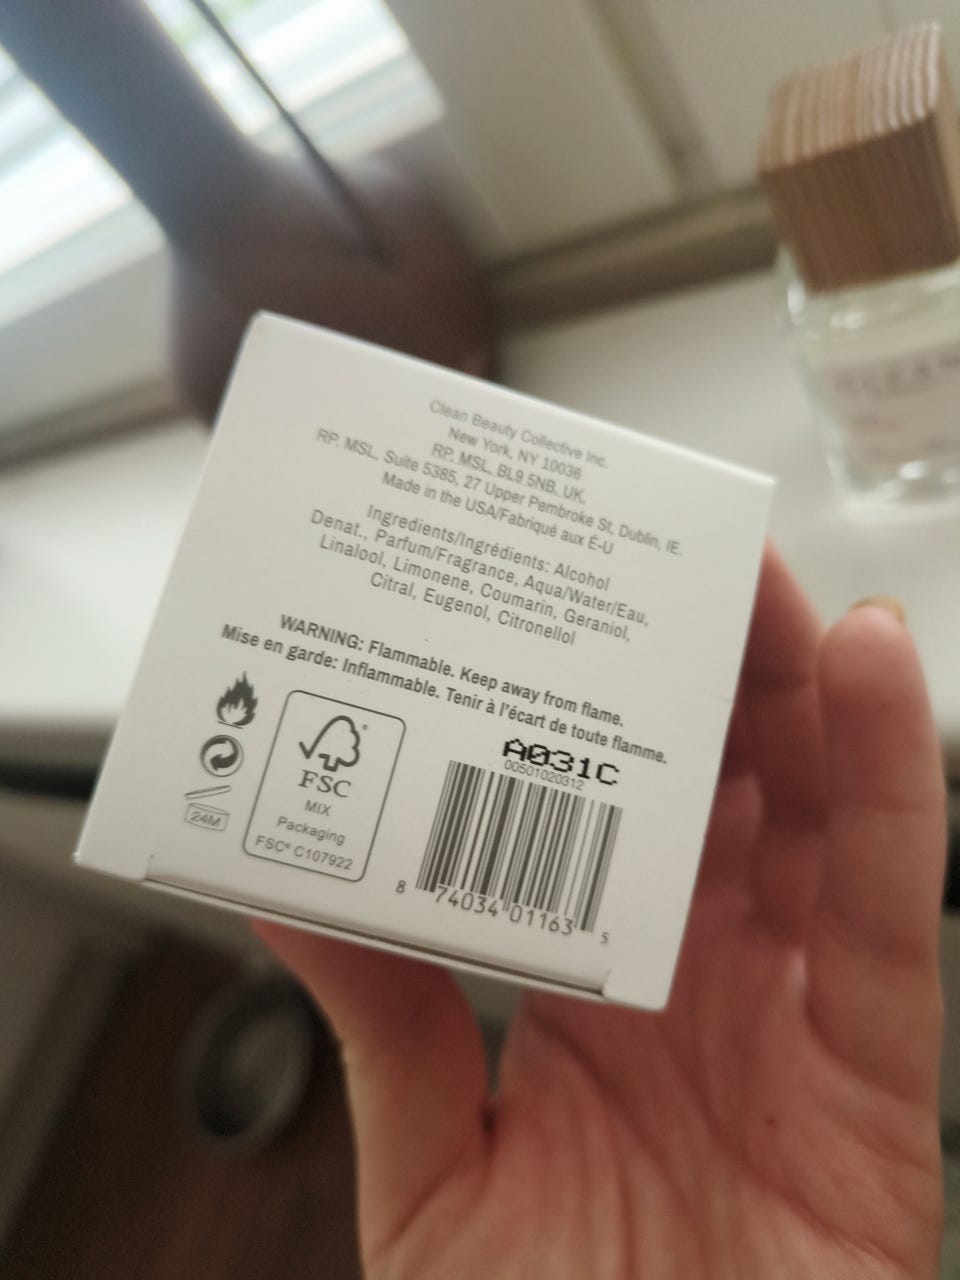 Clean Beauty Collective Inc.
New York, NY 10036
RP. MSL, BL9 5NB, UK.
RP. MSL, Suite 5385, 27 Upper Pembroke St, Dublin, IE.
Made in the USA/Fabriqué aux É-U
Ingredients/Ingrédients: Alcohol
Denat., Parfum/Fragrance, Aqua/Water/Eau,
Linalool, Limonene, Coumarin, Geraniol,
Citral, Eugenol, Citronellol
WARNING: Flammable. Keep away from flame.
Mise en garde: Inflammable. Tenir à l'écart de toute flamme.
24M
FSC
MIX
Packaging
FSC® C107922
A031C
00501020312
8 74034 01163 5
CLEAN